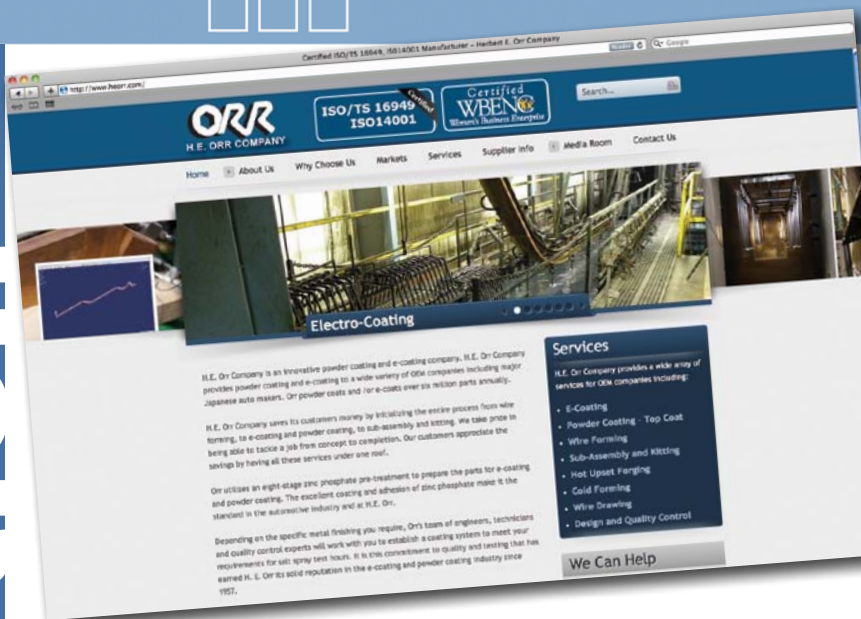 Certified ISO/TS 16949, ISO14001 Manufacturer – Herbert E. Orr Company
http://www.heorr.com/
Reader
Google
ORR
H.E. ORR COMPANY
ISO/TS 16949
ISO14001
Certified
Certified
WBENC
Women's Business Enterprise
Search...
Home
About Us
Why Choose Us
Markets
Services
Supplier Info
Media Room
Contact Us
Electro-Coating
H.E. Orr Company is an innovative powder coating and e-coating company. H.E. Orr Company
provides powder coating and e-coating to a wide variety of OEM companies including major
Japanese auto makers. Orr powder coats and /or e-coats over six million parts annually.
H.E. Orr Company saves its customers money by initializing the entire process from wire
forming, to e-coating and powder coating, to sub-assembly and kitting. We take pride in
being able to tackle a job from concept to completion. Our customers appreciate the
savings by having all these services under one roof.
Orr utilizes an eight-stage zinc phosphate pre-treatment to prepare the parts for e-coating
and powder coating. The excellent coating and adhesion of zinc phosphate make it the
standard in the automotive industry and at H.E. Orr.
Depending on the specific metal finishing you require, Orr's team of engineers, technicians
and quality control experts will work with you to establish a coating system to meet your
requirements for salt spray test hours. It is this commitment to quality and testing that has
earned H. E. Orr its solid reputation in the e-coating and powder coating industry since
1957.
Services
H.E. Orr Company provides a wide array of
services for OEM companies including:
• E-Coating
• Powder Coating - Top Coat
• Wire Forming
• Sub-Assembly and Kitting
• Hot Upset Forging
• Cold Forming
• Wire Drawing
• Design and Quality Control
We Can Help